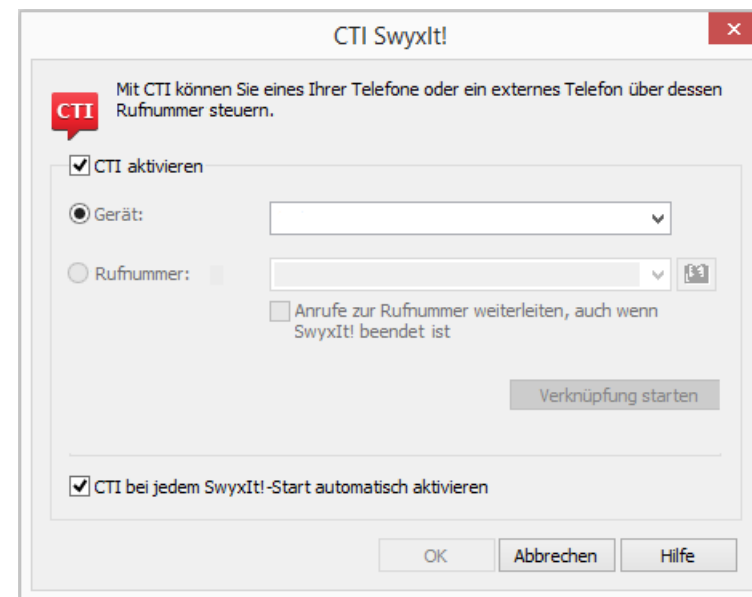 CTI SwyxIt!
CTI
Mit CTI können Sie eines Ihrer Telefone oder ein externes Telefon über dessen
Rufnummer steuern.
CTI aktivieren
Gerät:
Rufnummer:
Anrufe zur Rufnummer weiterleiten, auch wenn
SwyxIt! beendet ist
Verknüpfung starten
CTI bei jedem SwyxIt!-Start automatisch aktivieren
OK Abbrechen Hilfe